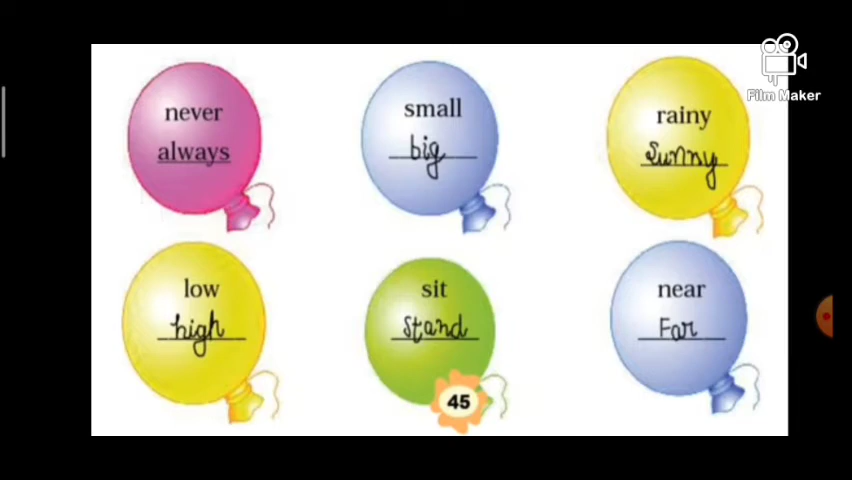 Film Maker
never
always
small
big
rainy
Sunny
low
high
sit
Stand
near
Far
45